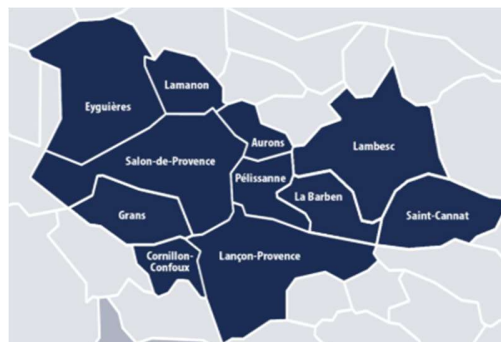 Lamanon
Eyguières
Aurons
Lambesc
Salon-de-Provence
Pélissanne
La Barben
Grans
Saint-Cannat
Cornillon-
Confoux
Lançon-Provence